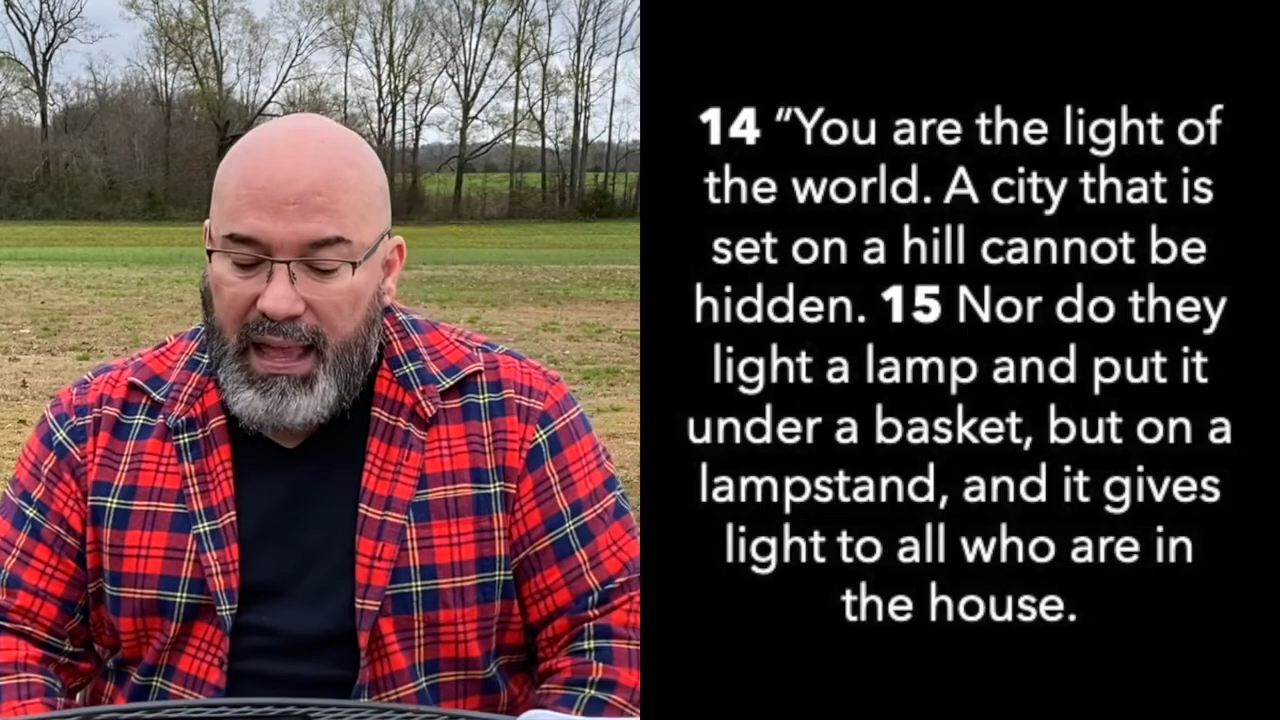 14 “You are the light of
the world. A city that is
set on a hill cannot be
hidden. 15 Nor do they
light a lamp and put it
under a basket, but on a
lampstand, and it gives
light to all who are in
the house.